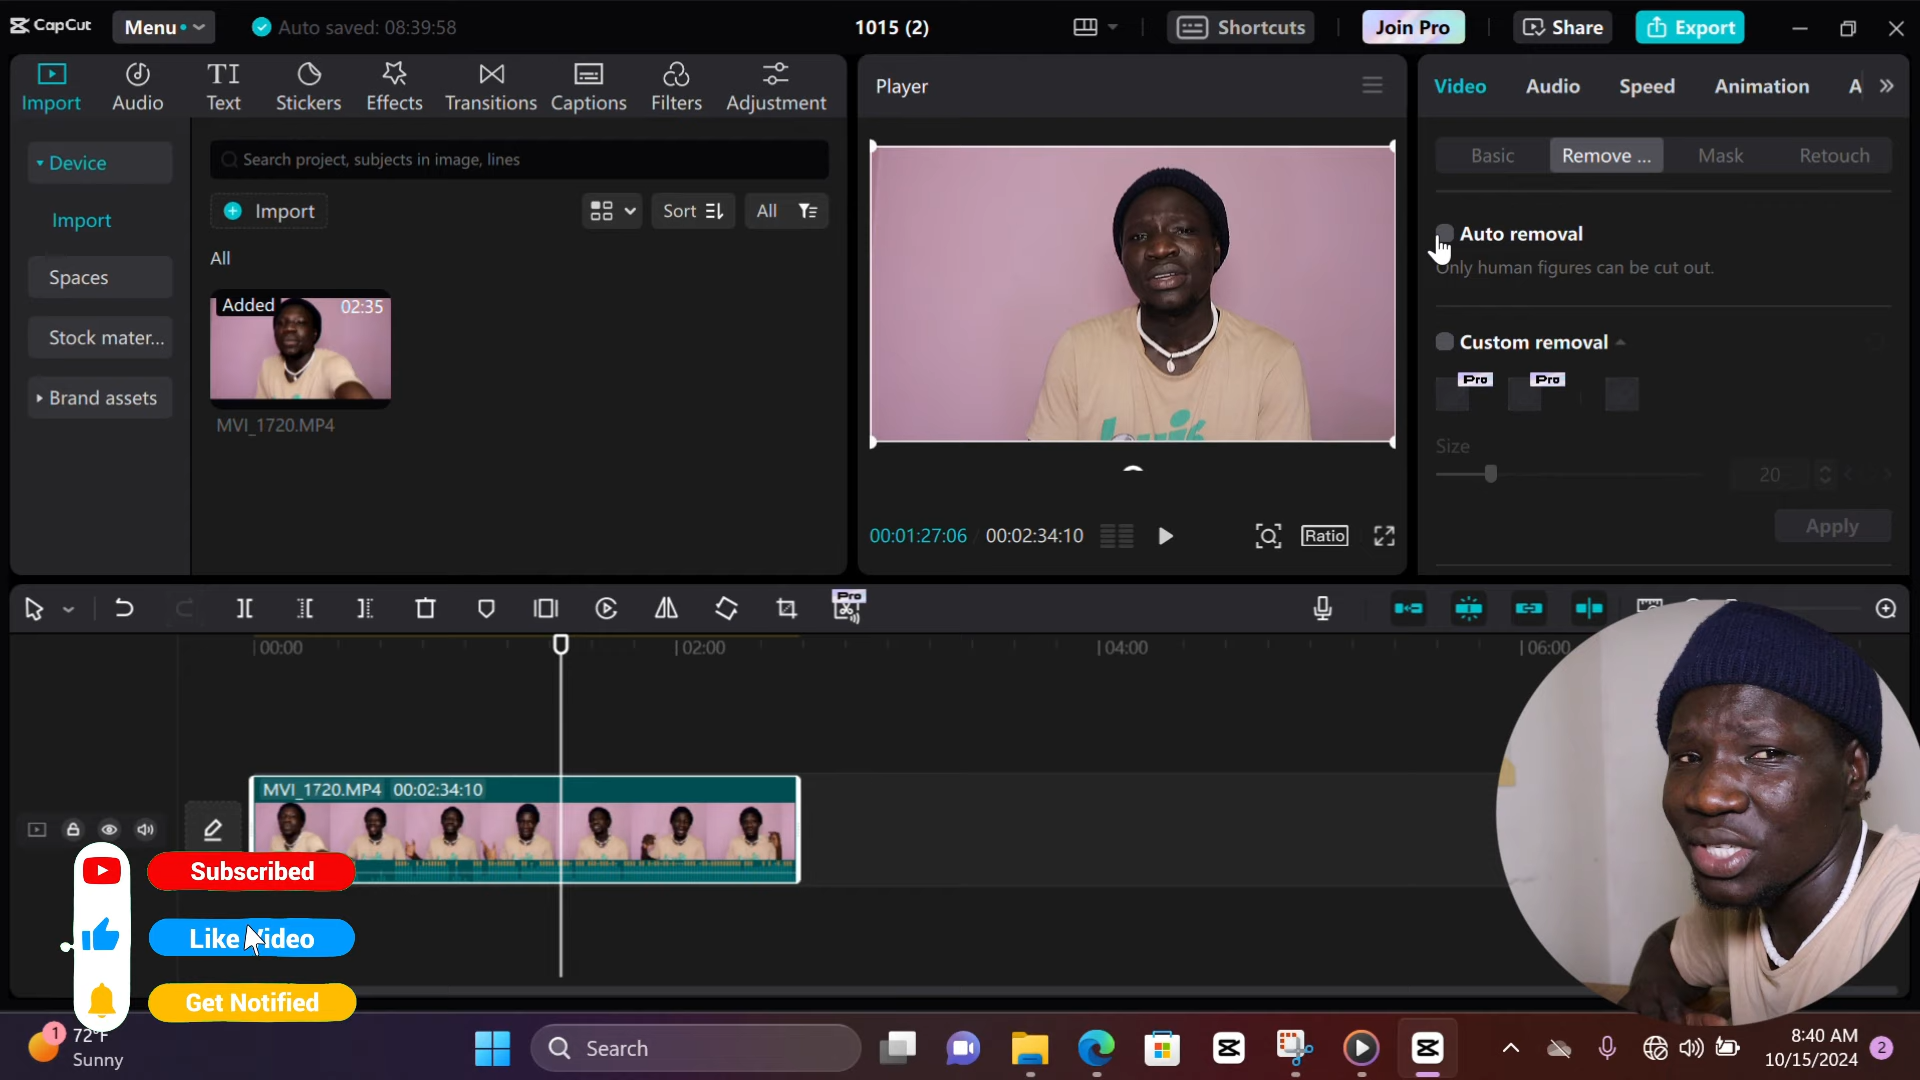 CapCut
Menu
Auto saved: 08:39:58
1015 (2)
Shortcuts
Join Pro
Share
Export
Import
Audio
TI
Text
Stickers
Effects
Transitions
Captions
Filters
Adjustment
Device
Import
Spaces
Stock mater...
Brand assets
Search project, subjects in image, lines
Import
Sort
All
All
Added
02:35
MVI_1720.MP4
Player
00:01:27:06
00:02:34:10
Ratio
Video
Audio
Speed
Animation
A
Basic
Remove ...
Mask
Retouch
Auto removal
Only human figures can be cut out.
Custom removal
Pro
Pro
Size
20
Apply
Pro
00:00
02:00
04:00
06:00
MVI_1720.MP4 00:02:34:10
Subscribed
Like Video
Get Notified
1
72°F
Sunny
Search
8:40 AM
10/15/2024
2